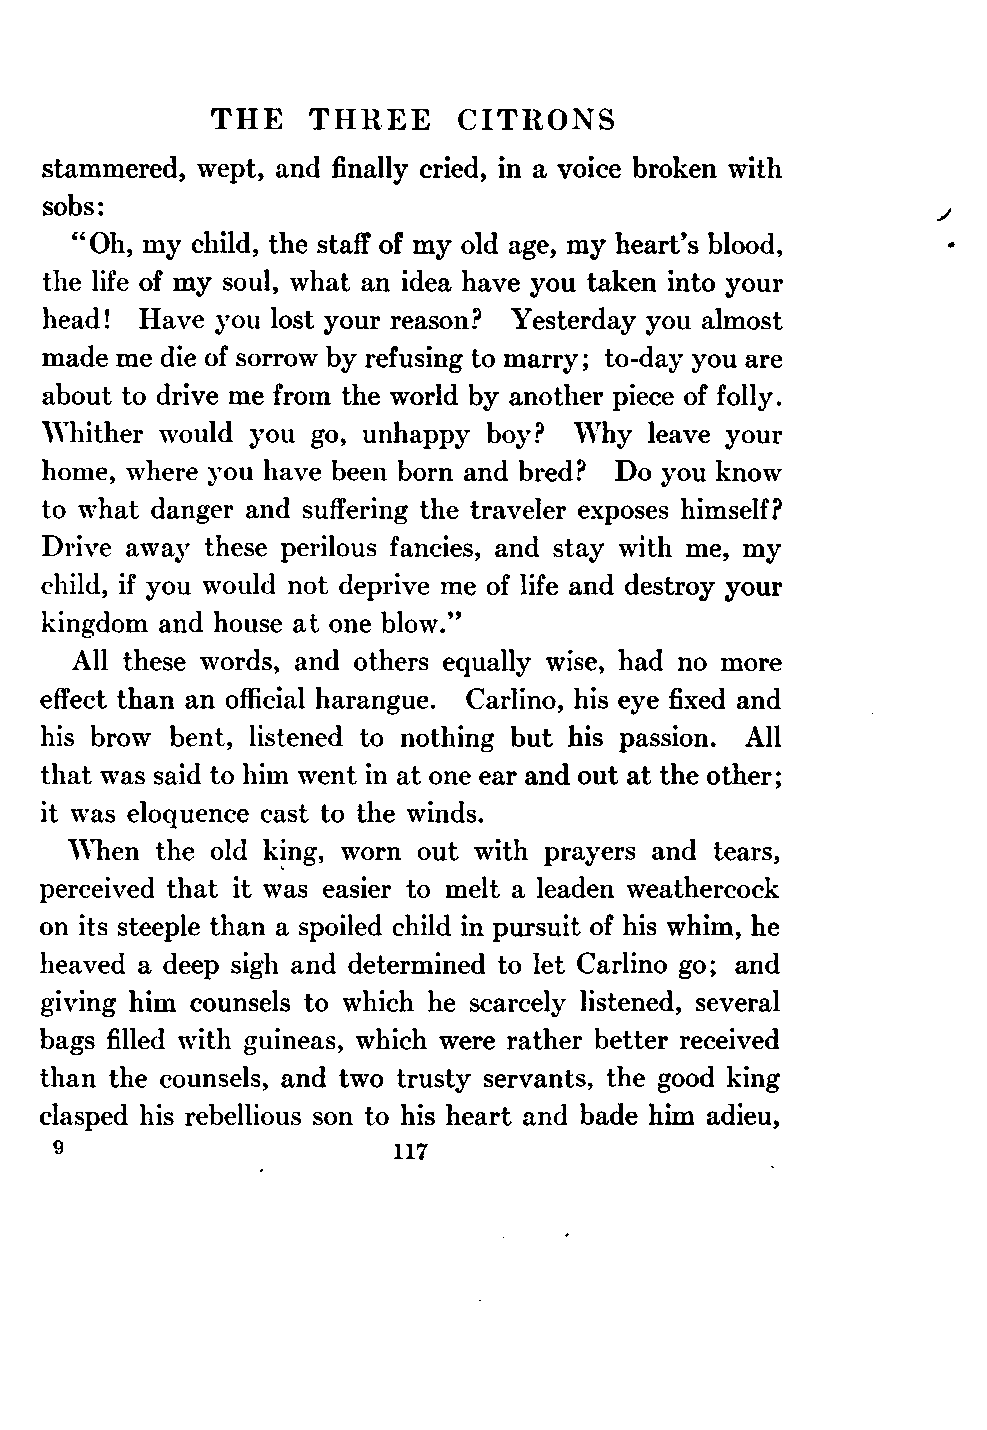 THE THREE CITRONS
stammered, wept, and finally cried, in a voice broken with
sobs:
"Oh, my child, the staff of my old age, my heart's blood,
the life of my soul, what an idea have you taken into your
head! Have you lost your reason? Yesterday you almost
made me die of sorrow by refusing to marry; to-day you are
about to drive me from the world by another piece of folly.
Whither would you go, unhappy boy? Why leave your
home, where you have been born and bred? Do you know
to what danger and suffering the traveler exposes himself?
Drive away these perilous fancies, and stay with me, my
child, if you would not deprive me of life and destroy your
kingdom and house at one blow."
All these words, and others equally wise, had no more
effect than an official harangue. Carlino, his eye fixed and
his brow bent, listened to nothing but his passion. All
that was said to him went in at one ear and out at the other;
it was eloquence cast to the winds.
When the old king, worn out with prayers and tears,
perceived that it was easier to melt a leaden weathercock
on its steeple than a spoiled child in pursuit of his whim, he
heaved a deep sigh and determined to let Carlino go; and
giving him counsels to which he scarcely listened, several
bags filled with guineas, which were rather better received
than the counsels, and two trusty servants, the good king
clasped his rebellious son to his heart and bade him adieu,
9 117